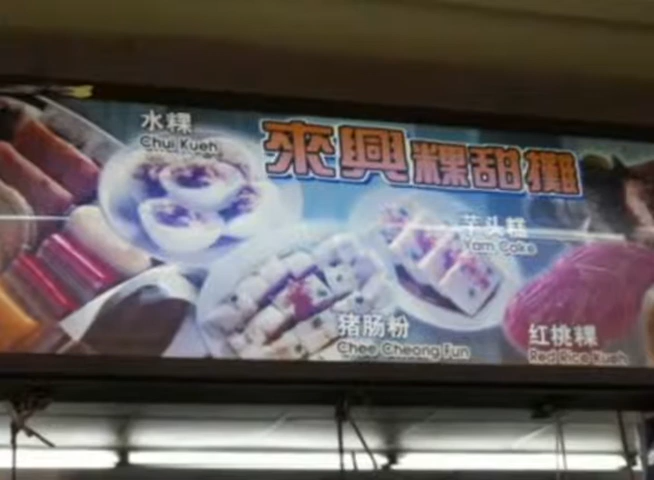 水粿
Chui Kueh
來興粿甜攤
芋头糕
Yam Cake
猪肠粉
Chee Cheong Fun
红桃粿
Red Rice Kueh